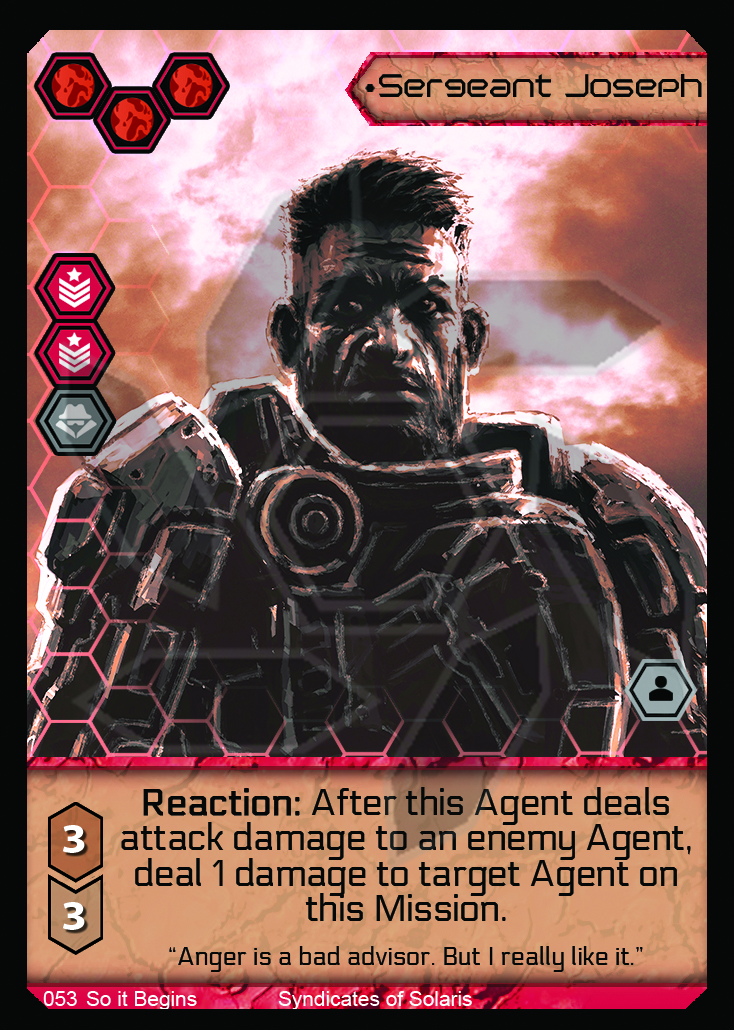 •Sergeant Joseph
3
3
Reaction: After this Agent deals
attack damage to an enemy Agent,
deal 1 damage to target Agent on
this Mission.
“Anger is a bad advisor. But I really like it.”
053 So it Begins Syndicates of Solaris